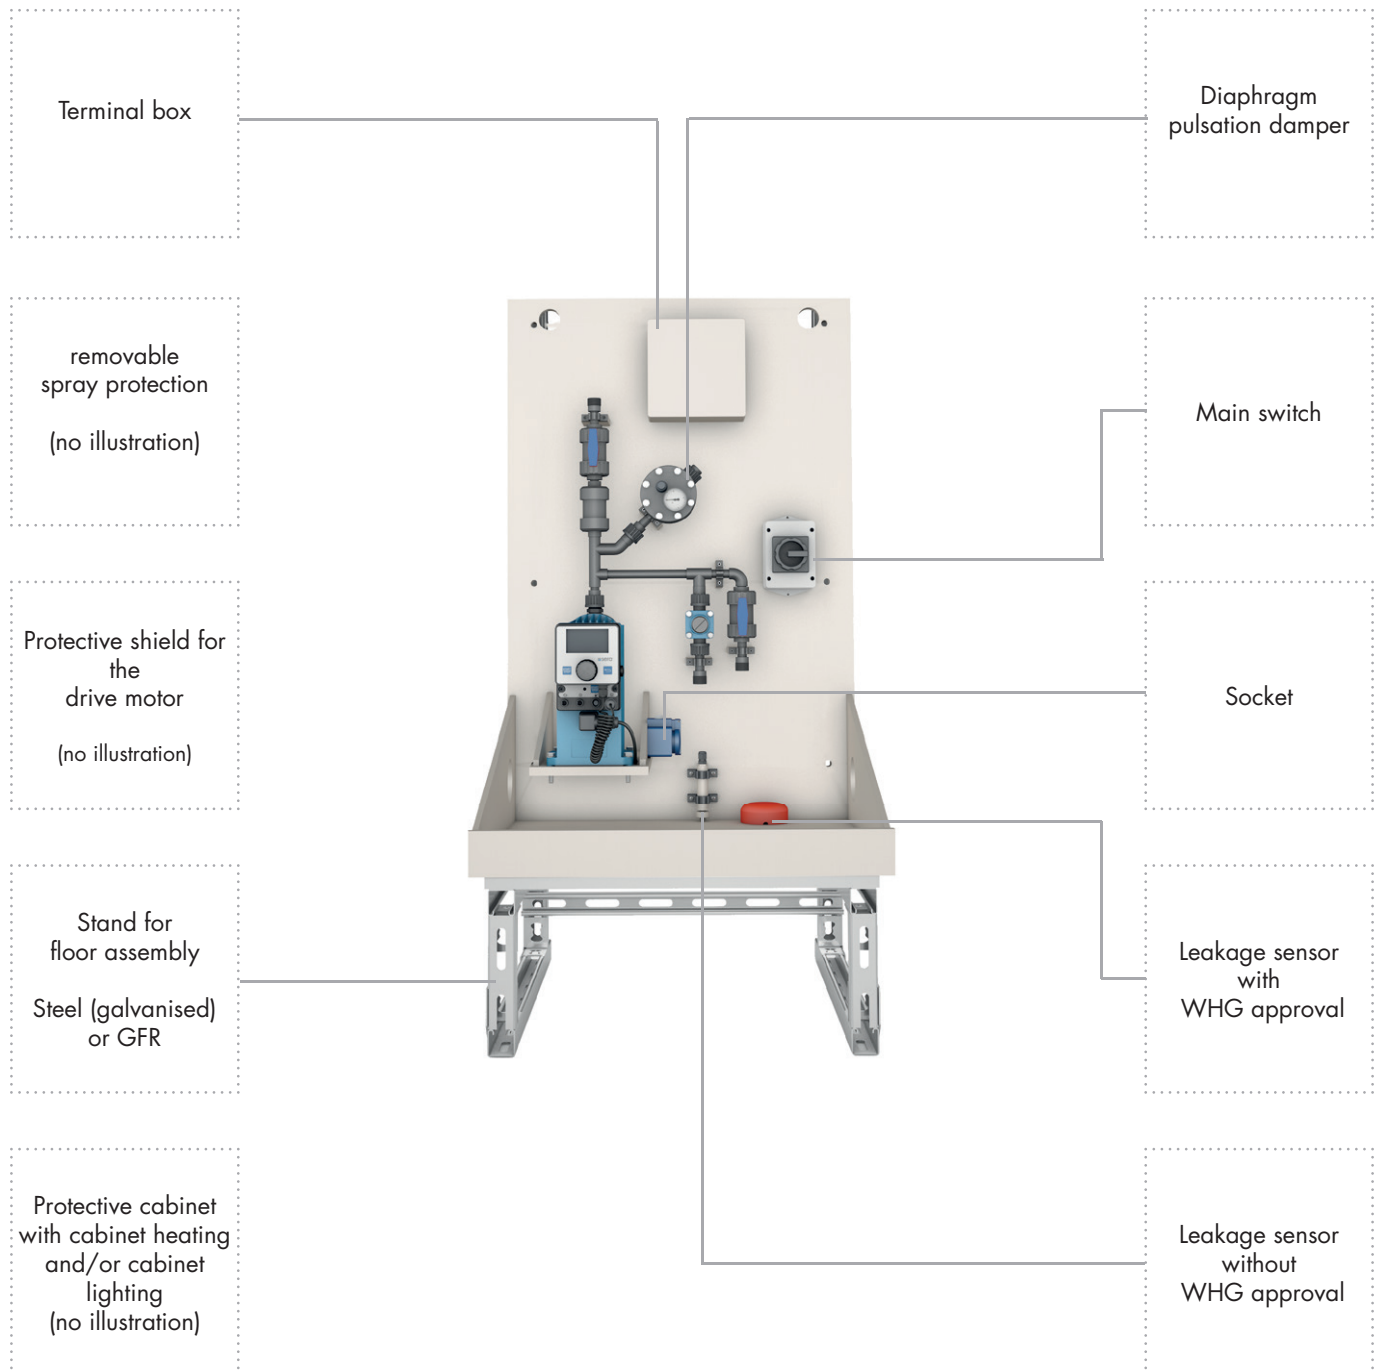 Terminal box
Diaphragm
pulsation damper
removable
spray protection
(no illustration)
Main switch
Protective shield for
the
drive motor
(no illustration)
Socket
Stand for
floor assembly
Steel (galvanised)
or GFR
Leakage sensor
with
WHG approval
Protective cabinet
with cabinet heating
and/or cabinet
lighting
(no illustration)
Leakage sensor
without
WHG approval